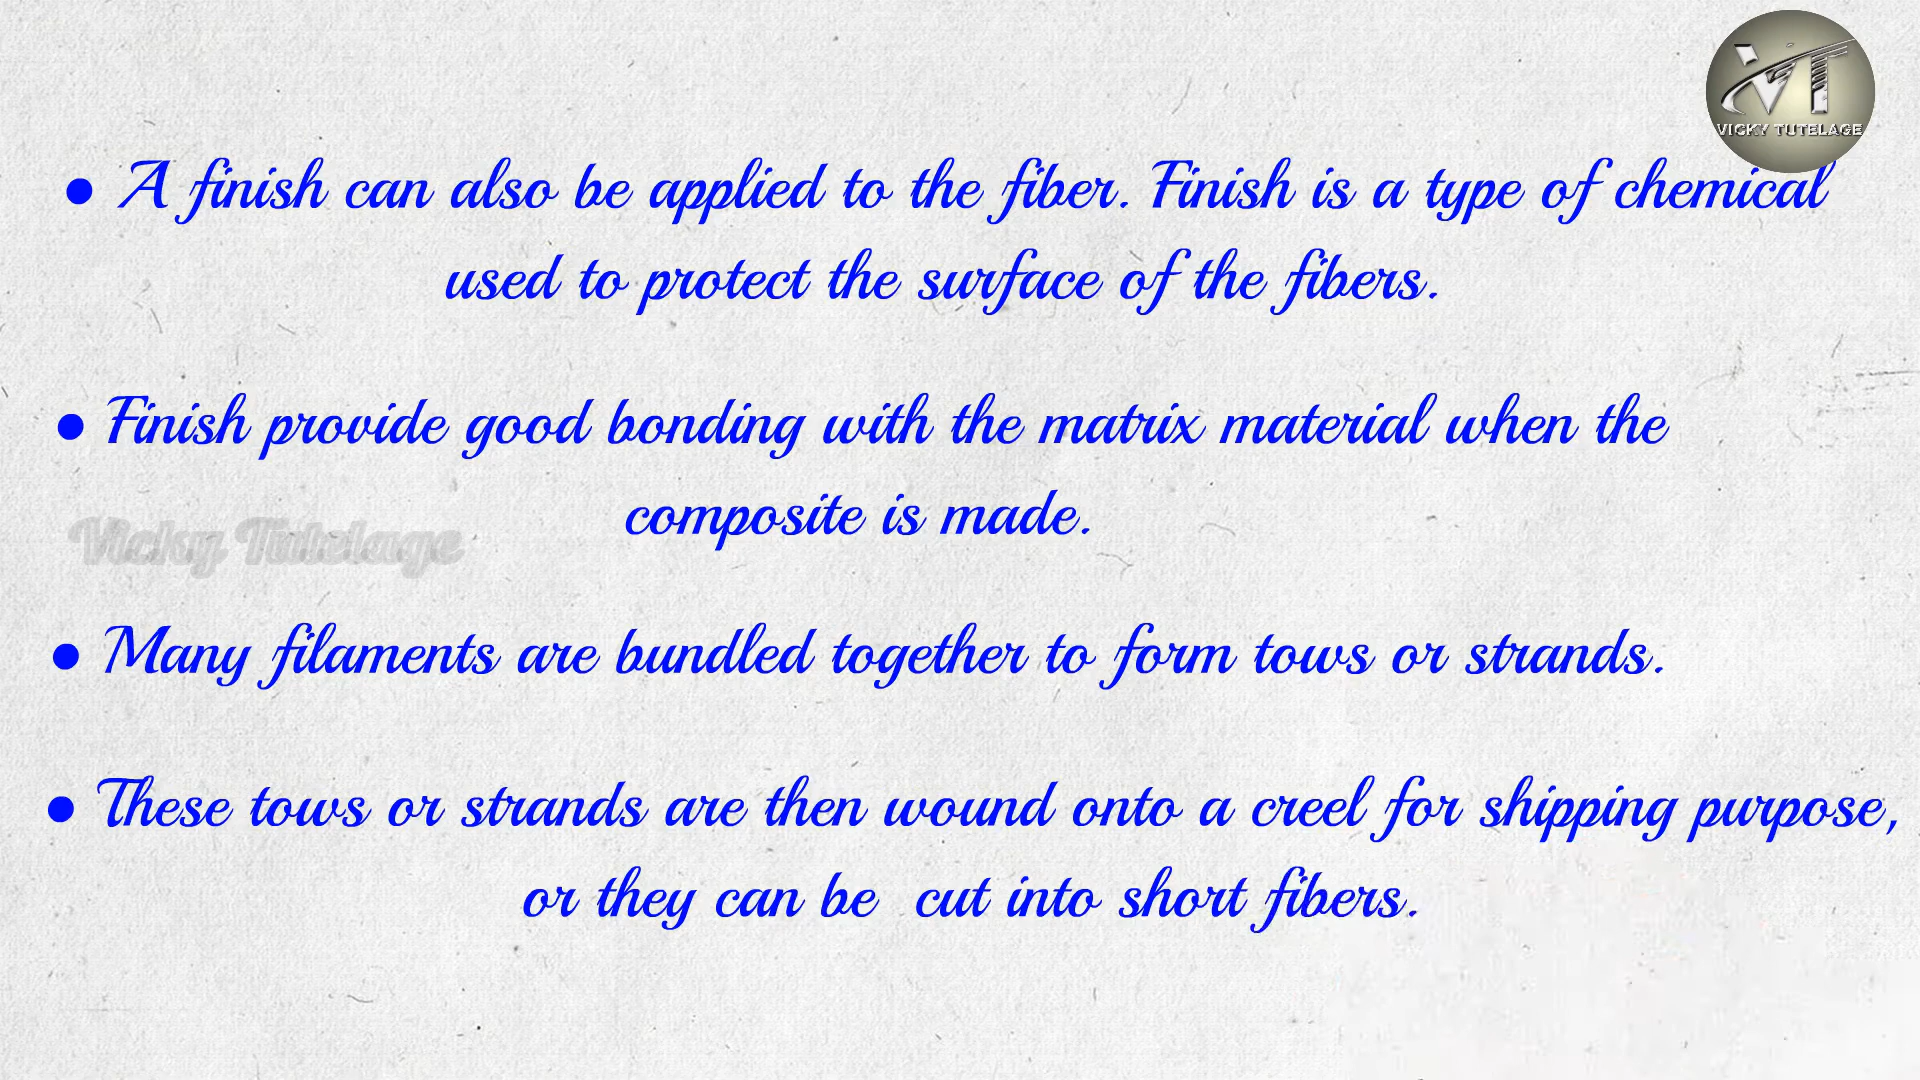 VT
VICKY TUTELAGE
• A finish can also be applied to the fiber. Finish is a type of chemical
used to protect the surface of the fibers.
• Finish provide good bonding with the matrix material when the
composite is made.
Vicky Tutelage
• Many filaments are bundled together to form tows or strands.
• These tows or strands are then wound onto a creel for shipping purpose,
or they can be cut into short fibers.